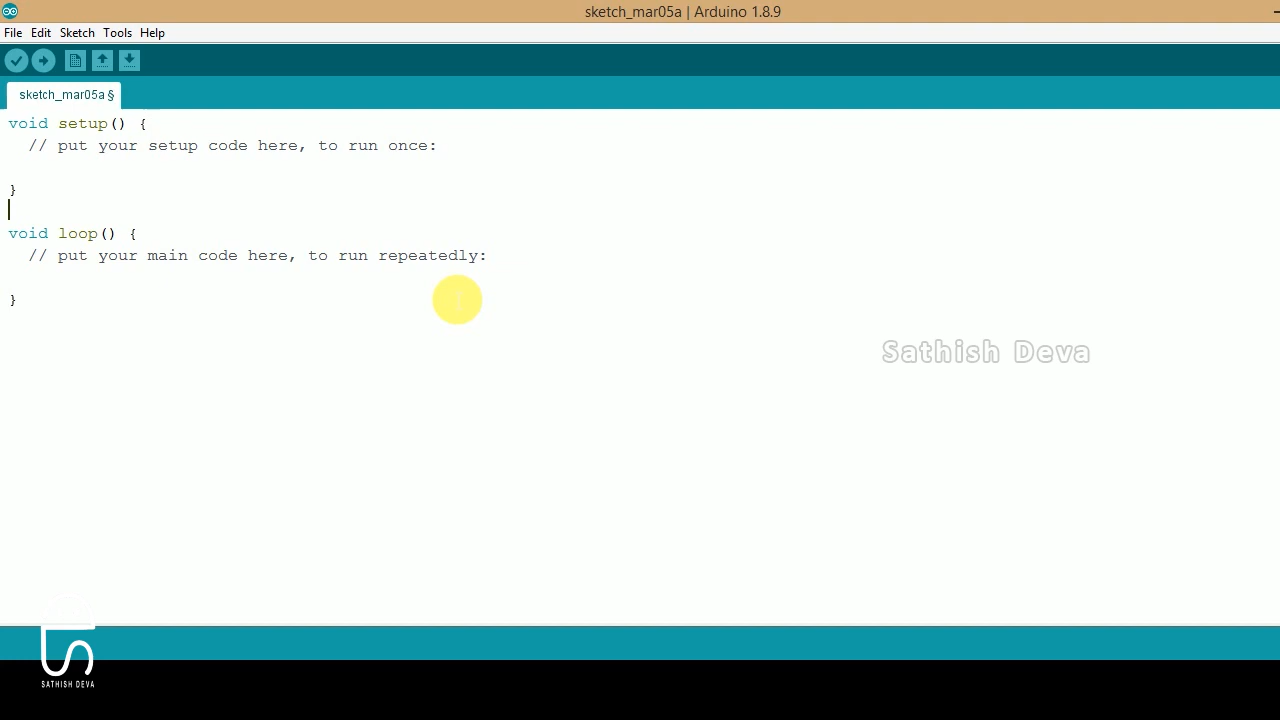 sketch_mar05a | Arduino 1.8.9
File Edit Sketch Tools Help
sketch_mar05a §
void setup() {
// put your setup code here, to run once:
}
void loop() {
// put your main code here, to run repeatedly:
}
Sathish Deva
SATHISH DEVA